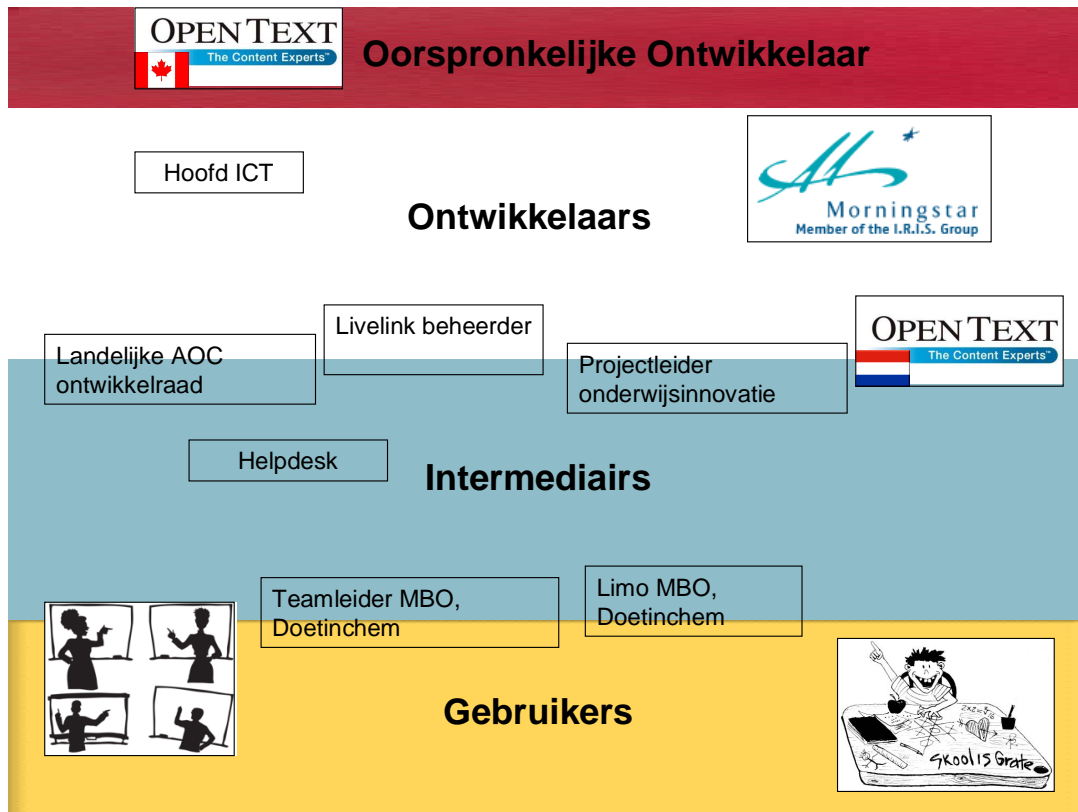 OPEN TEXT
The Content Experts™
Oorspronkelijke Ontwikkelaar
Hoofd ICT
Ontwikkelaars
Morningstar
Member of the I.R.I.S. Group
Livelink beheerder
Landelijke AOC
ontwikkelraad
Projectleider
onderwijsinnovatie
OPEN TEXT
The Content Experts™
Helpdesk
Intermediairs
Teamleider MBO,
Doetinchem
Limo MBO,
Doetinchem
Gebruikers
SKool iS Grate